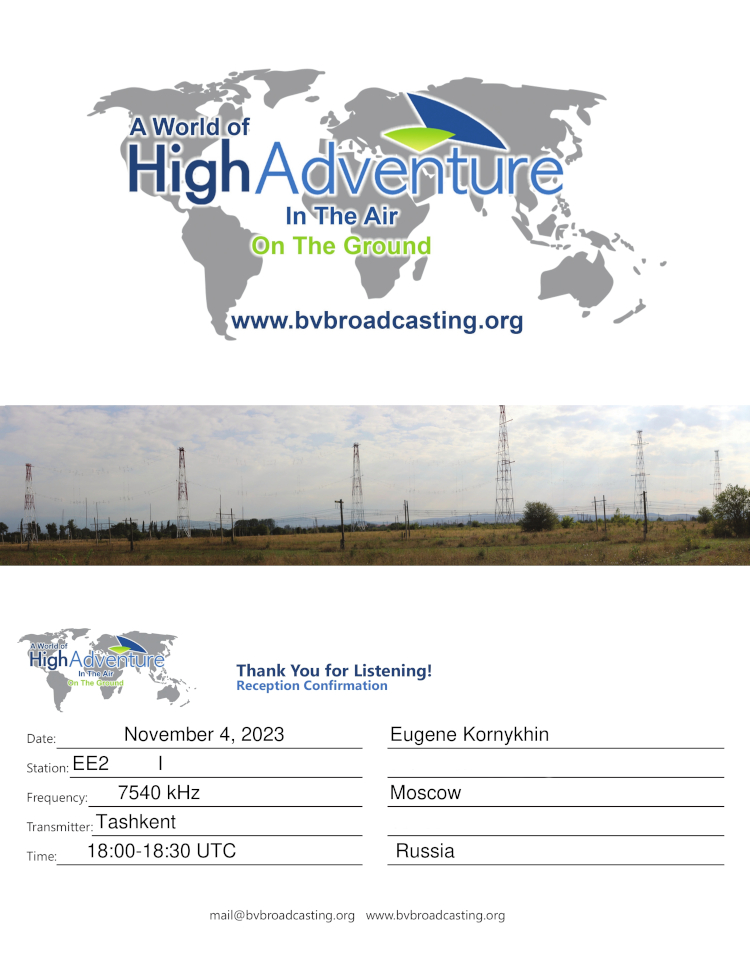 A World of
HighAdventure
In The Air
On The Ground
www.bvbroadcasting.org
A World of
HighAdventure
In The Air
On The Ground
Thank You for Listening!
Reception Confirmation
Date: November 4, 2023
Eugene Kornykhin
Station: EE2 I
Frequency: 7540 kHz
Moscow
Transmitter: Tashkent
Time: 18:00-18:30 UTC
Russia
mail@bvbroadcasting.org www.bvbroadcasting.org